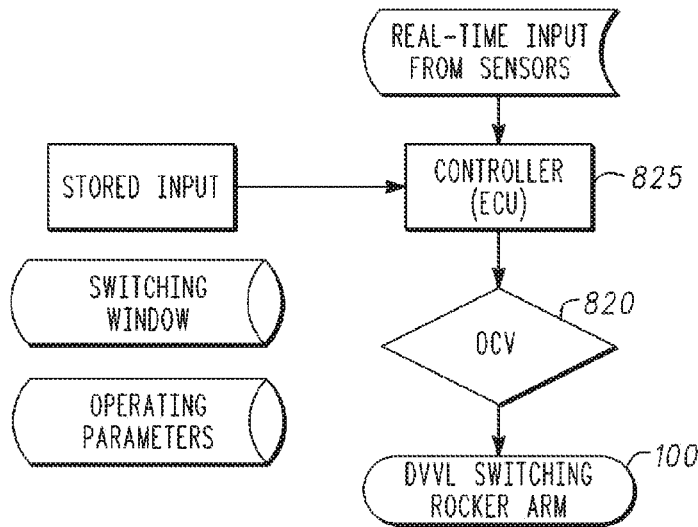 REAL-TIME INPUT
FROM SENSORS
STORED INPUT
CONTROLLER
(ECU)
825
SWITCHING
WINDOW
820
OCV
OPERATING
PARAMETERS
DVVL SWITCHING
ROCKER ARM
100